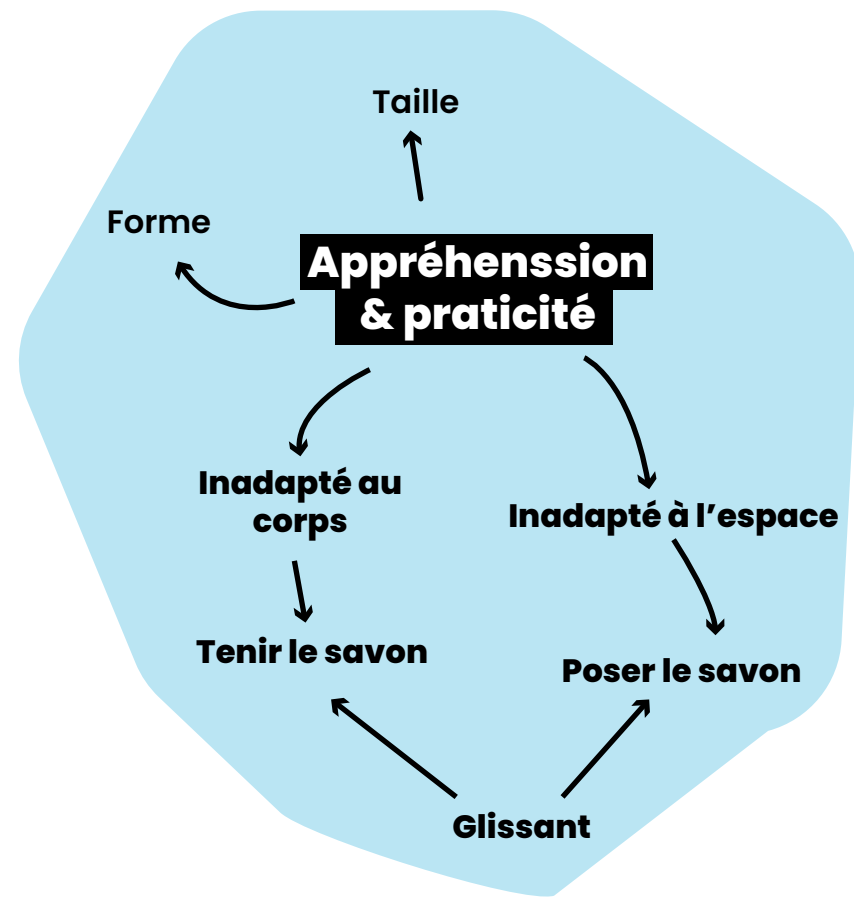 Taille
Forme
Appréhenssion
& praticité
Inadapté au
corps
Inadapté à l'espace
Tenir le savon
Poser le savon
Glissant